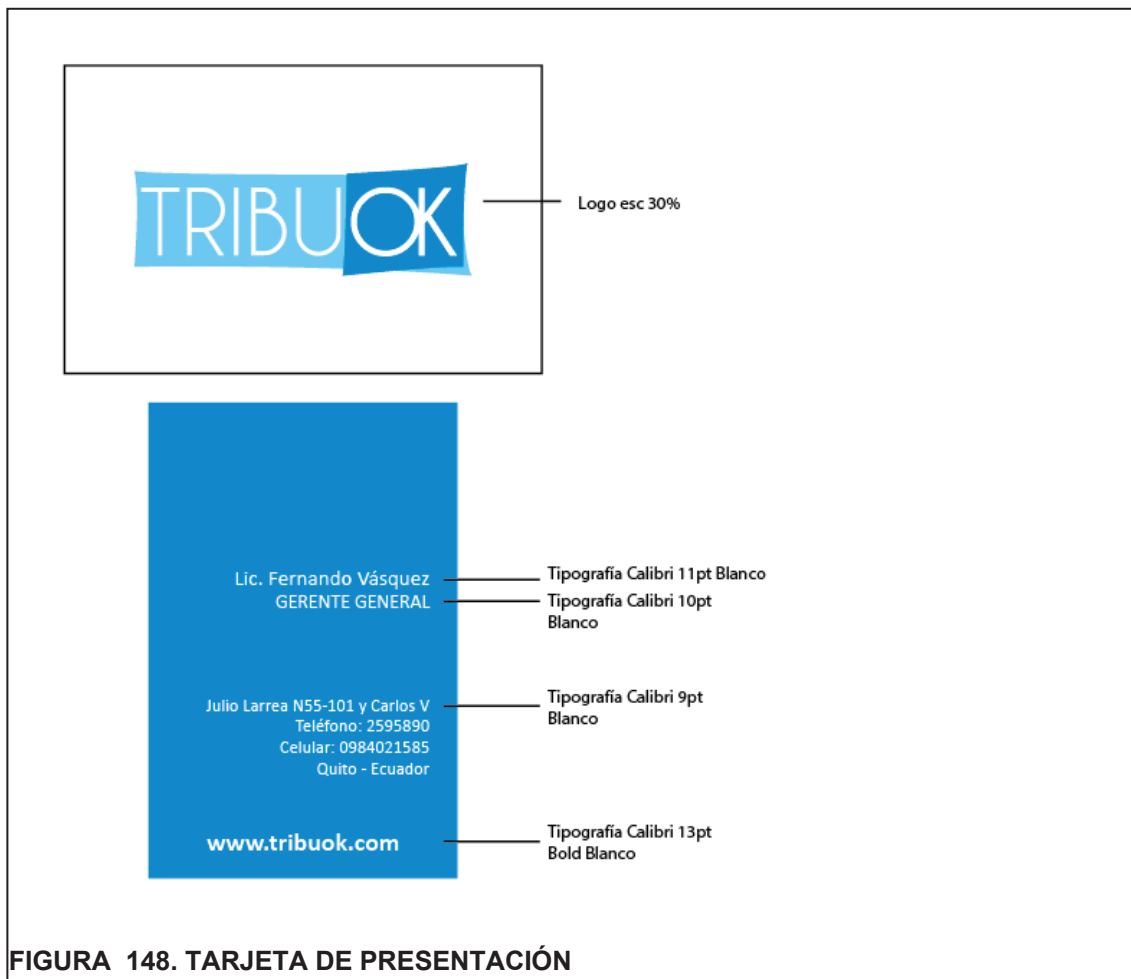 TRIBUOK
Logo esc 30%
Lic. Fernando Vásquez
Tipografía Calibri 11pt Blanco
GERENTE GENERAL
Tipografía Calibri 10pt
Blanco
Julio Larrea N55-101 y Carlos V
Teléfono: 2595890
Celular: 0984021585
Quito - Ecuador
Tipografía Calibri 9pt
Blanco
www.tribuok.com
Tipografía Calibri 13pt
Bold Blanco
FIGURA 148. TARJETA DE PRESENTACIÓN